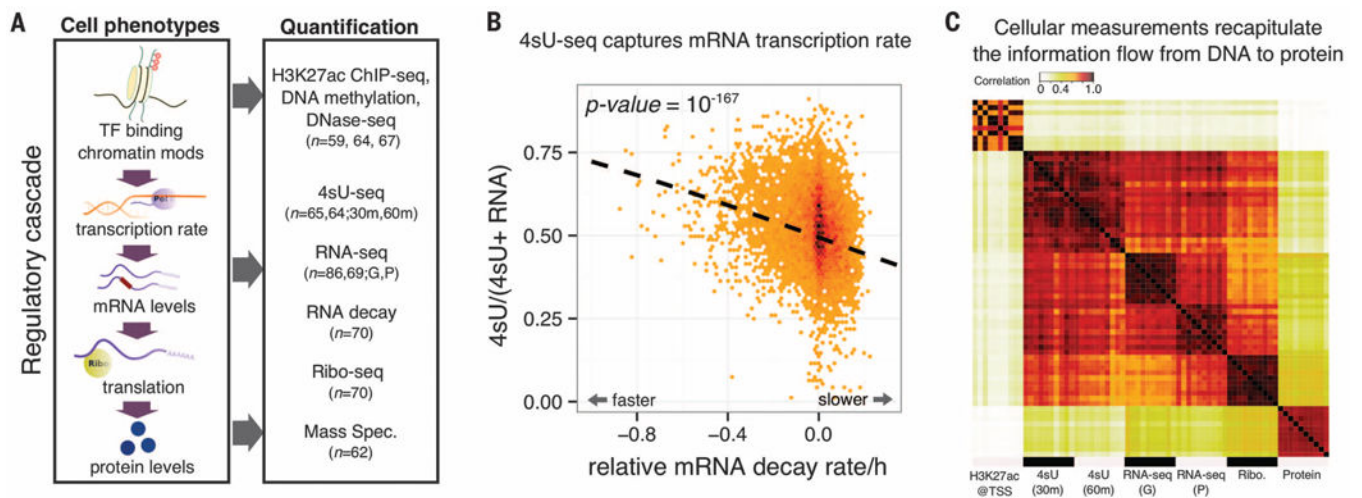 A
Cell phenotypes
Quantification
Regulatory cascade
TF binding
chromatin mods
Pol
transcription rate
mRNA levels
Ribo
AAAAAA
translation
protein levels
H3K27ac ChIP-seq,
DNA methylation,
DNase-seq
(n=59, 64, 67)
4sU-seq
(n=65,64;30m,60m)
RNA-seq
(n=86,69;G,P)
RNA decay
(n=70)
Ribo-seq
(n=70)
Mass Spec.
(n=62)
B
4sU-seq captures mRNA transcription rate
p-value = 10⁻¹⁶⁷
4sU/(4sU+ RNA)
0.75
0.50
0.25
0.00
faster
slower
−0.8
−0.4
0.0
relative mRNA decay rate/h
C
Cellular measurements recapitulate
the information flow from DNA to protein
Correlation
0 0.4 1.0
H3K27ac
@TSS
4sU
(30m)
4sU
(60m)
RNA-seq
(G)
RNA-seq
(P)
Ribo.
Protein